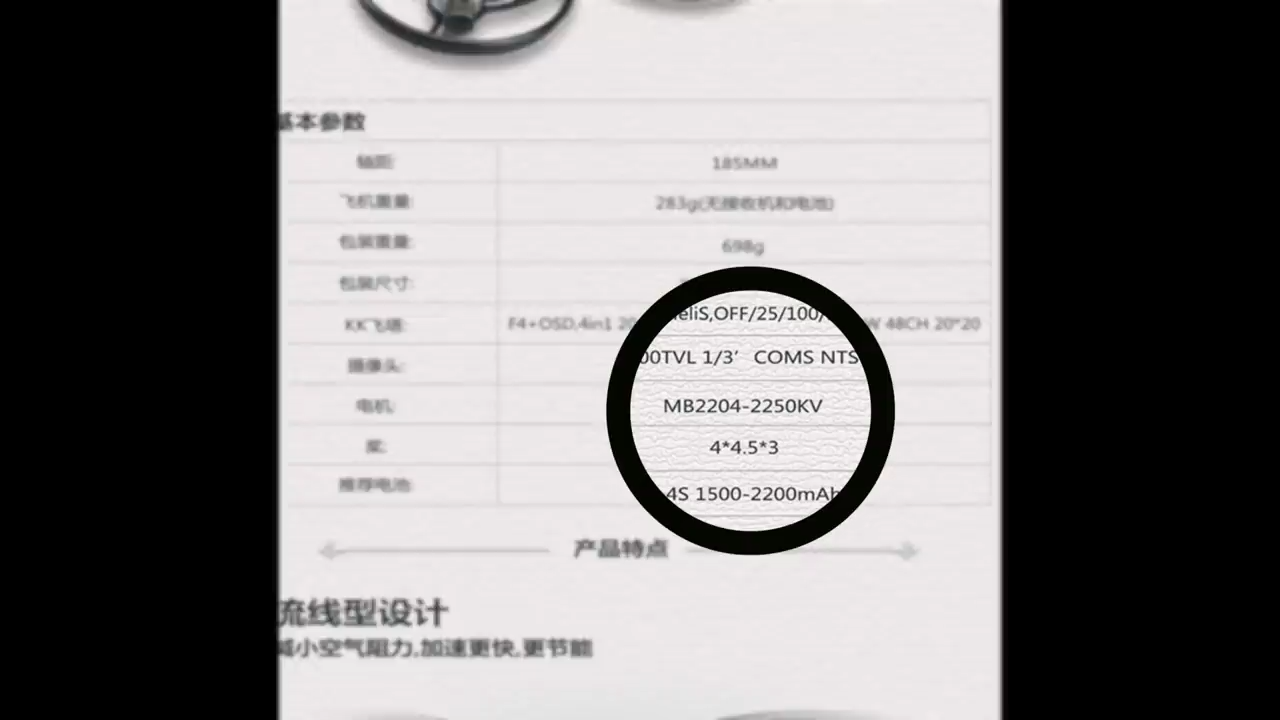 基本参数
轴距: 185MM
飞机重量: 283g(无接收机和电池)
包装重量: 698g
包装尺寸:
KK飞塔: F4+OSD,4in1 20 eliS,OFF/25/100/ W 48CH 20*20
摄像头: 00TVL 1/3′ COMS NTS
电机: MB2204-2250KV
桨: 4*4.5*3
推荐电池: 4S 1500-2200mAh
产品特点
流线型设计
减小空气阻力,加速更快,更节能